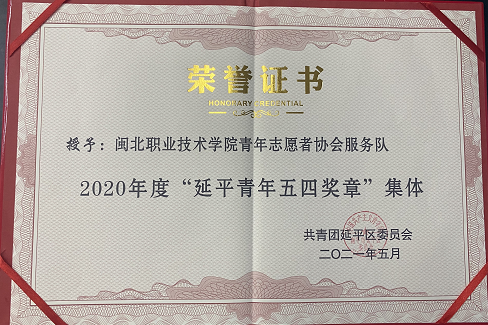 荣誉证书
HONORARY CREDENTIAL
授予：闽北职业技术学院青年志愿者协会服务队
2020年度“延平青年五四奖章”集体
共青团延平区委员会
二〇二一年五月